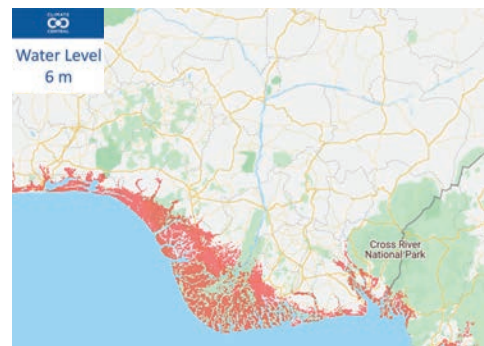 CLIMATE
CENTRAL
Water Level
6 m
Cross River
National Park